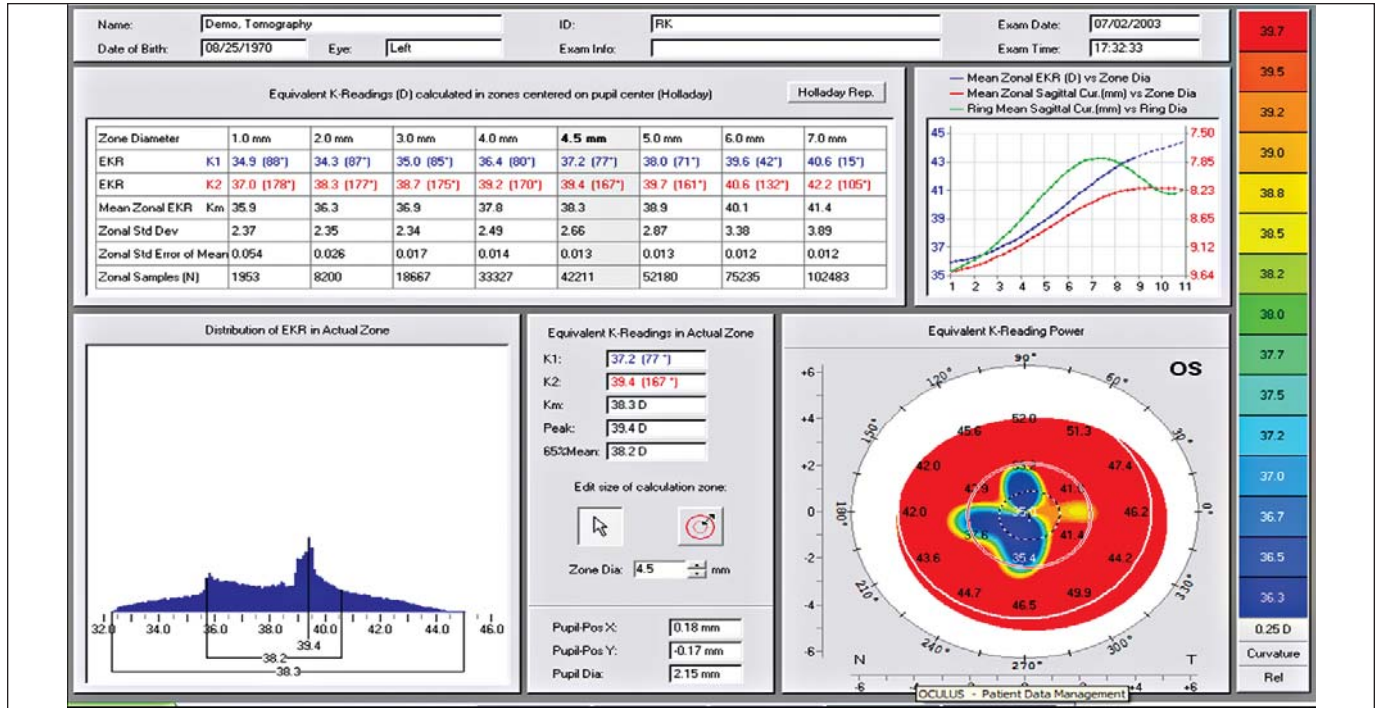 Name: Demo, Tomography ID: RK Exam Date: 07/02/2003
Date of Birth: 08/25/1970 Eye: Left Exam Info: Exam Time: 17:32:33
Equivalent K-Readings (D) calculated in zones centered on pupil center (Holladay) Holladay Rep.
Zone Diameter 1.0 mm 2.0 mm 3.0 mm 4.0 mm 4.5 mm 5.0 mm 6.0 mm 7.0 mm
EKR K1 34.9 (88°) 34.3 (87°) 35.0 (85°) 36.4 (80°) 37.2 (77°) 38.0 (71°) 39.6 (42°) 40.6 (15°)
EKR K2 37.0 (178°) 38.3 (177°) 38.7 (175°) 39.2 (170°) 39.4 (167°) 39.7 (161°) 40.6 (132°) 42.2 (105°)
Mean Zonal EKR Km 35.9 36.3 36.9 37.8 38.3 38.9 40.1 41.4
Zonal Std Dev 2.37 2.35 2.34 2.49 2.66 2.87 3.38 3.89
Zonal Std Error of Mean 0.054 0.026 0.017 0.014 0.013 0.013 0.012 0.012
Zonal Samples (N) 1953 8200 18667 33327 42211 52180 75235 102483
Mean Zonal EKR (D) vs Zone Dia
Mean Zonal Sagittal Cur.(mm) vs Zone Dia
Ring Mean Sagittal Cur.(mm) vs Ring Dia
45 7.50
43 7.85
41 8.23
39 8.65
37 9.12
35 9.64
1 2 3 4 5 6 7 8 9 10 11
Distribution of EKR in Actual Zone
32.0 34.0 36.0 38.0 40.0 42.0 44.0 46.0
39.4
38.2
38.3
Equivalent K-Readings in Actual Zone
K1: 37.2 (77 °)
K2: 39.4 (167 °)
Km: 38.3 D
Peak: 39.4 D
65%Mean: 38.2 D
Edit size of calculation zone:
Zone Dia: 4.5 mm
Pupil-Pos X: 0.18 mm
Pupil-Pos Y: -0.17 mm
Pupil Dia: 2.15 mm
Equivalent K-Reading Power
OS
90°
120° 60°
150° 30°
180° 0°
210° 330°
240° 300°
270°
+6
+4
+2
0
-2
-4
-6
52.0
45.6 51.3
42.0 47.4
42.0 46.2
41.4
43.6 35.4 44.2
44.7 49.9
46.5
N T
-6 +4 +6
OCULUS - Patient Data Management
39.7
39.5
39.2
39.0
38.8
38.5
38.2
38.0
37.7
37.5
37.2
37.0
36.7
36.5
36.3
0.25 D
Curvature
Rel